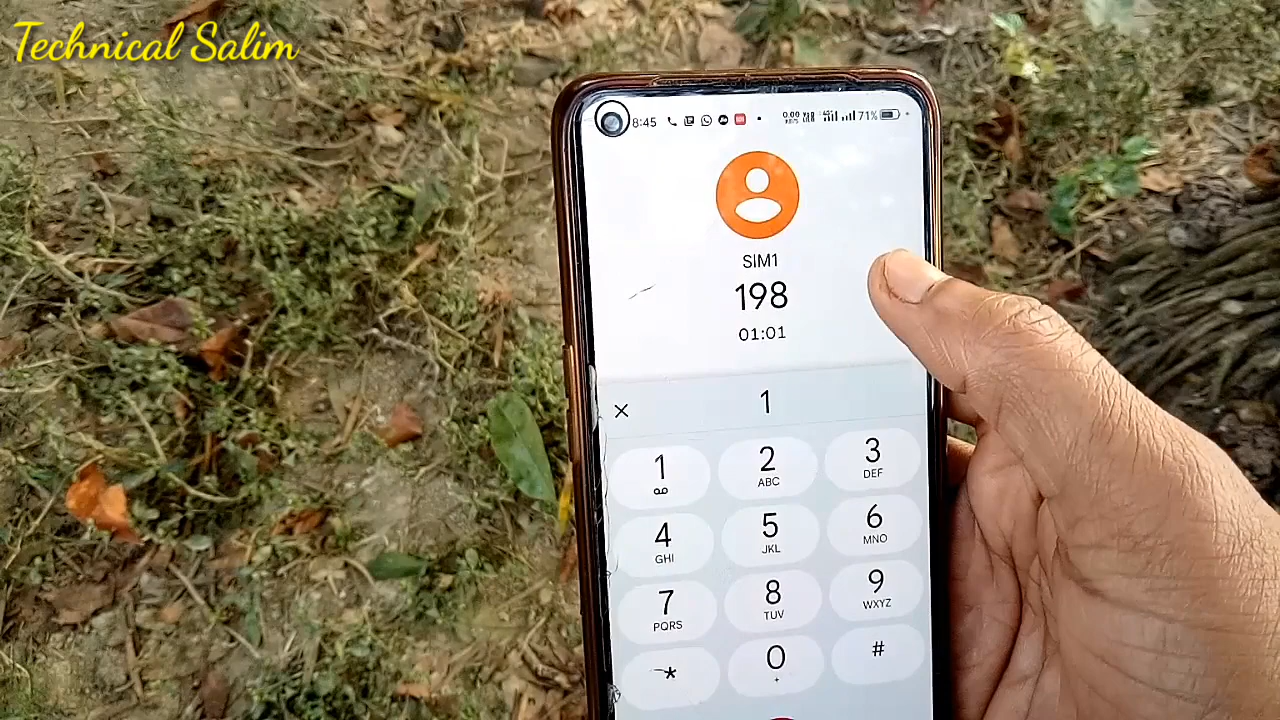 Technical Salim
8:45
71%
SIM1
198
01:01
1
1
2 ABC
3 DEF
4 GHI
5 JKL
6 MNO
7 PQRS
8 TUV
9 WXYZ
*
0 +
#